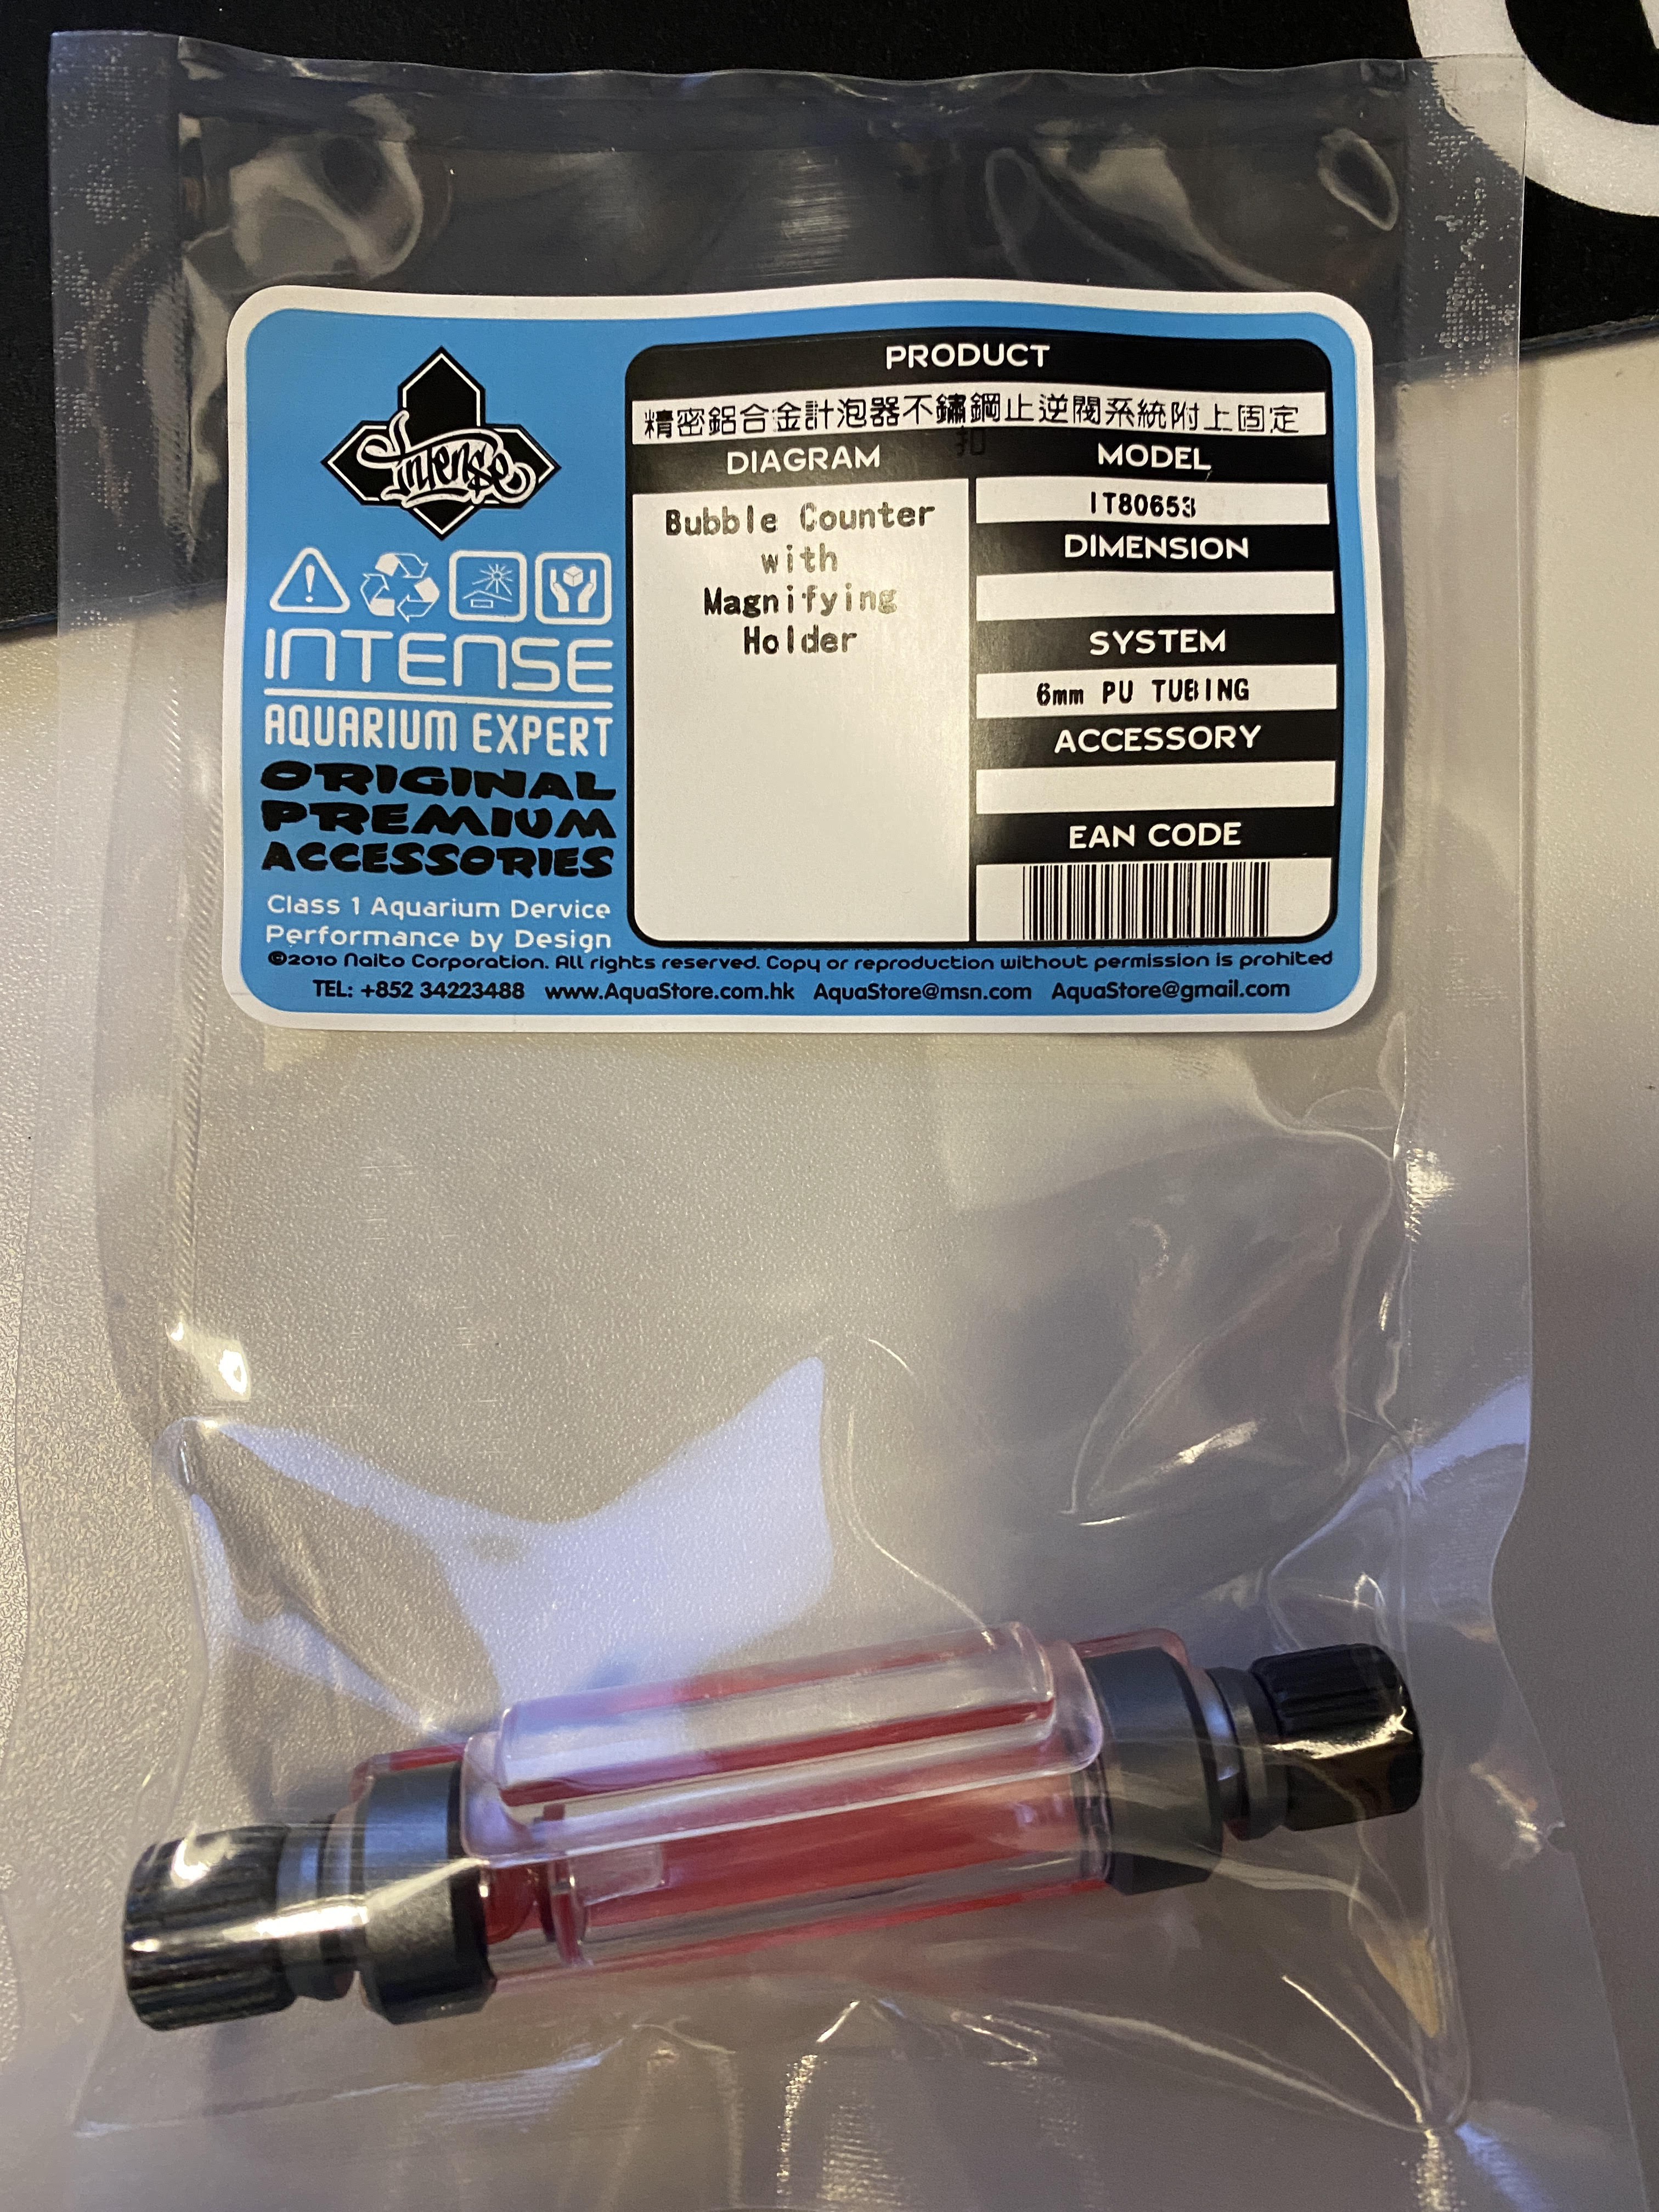 PRODUCT
精密鋁合金計泡器不鏽鋼止逆閥系統附上固定
扣
DIAGRAM
Bubble Counter
with
Magnifying
Holder
MODEL
IT80653
DIMENSION
SYSTEM
6mm PU TUBING
ACCESSORY
EAN CODE
Intense
INTENSE
AQUARIUM EXPERT
ORIGINAL
PREMIUM
ACCESSORIES
Class 1 Aquarium Dervice
Performance by Design
©2010 Naito Corporation. All rights reserved. Copy or reproduction without permission is prohited
TEL: +852 34223488 www.AquaStore.com.hk AquaStore@msn.com AquaStore@gmail.com